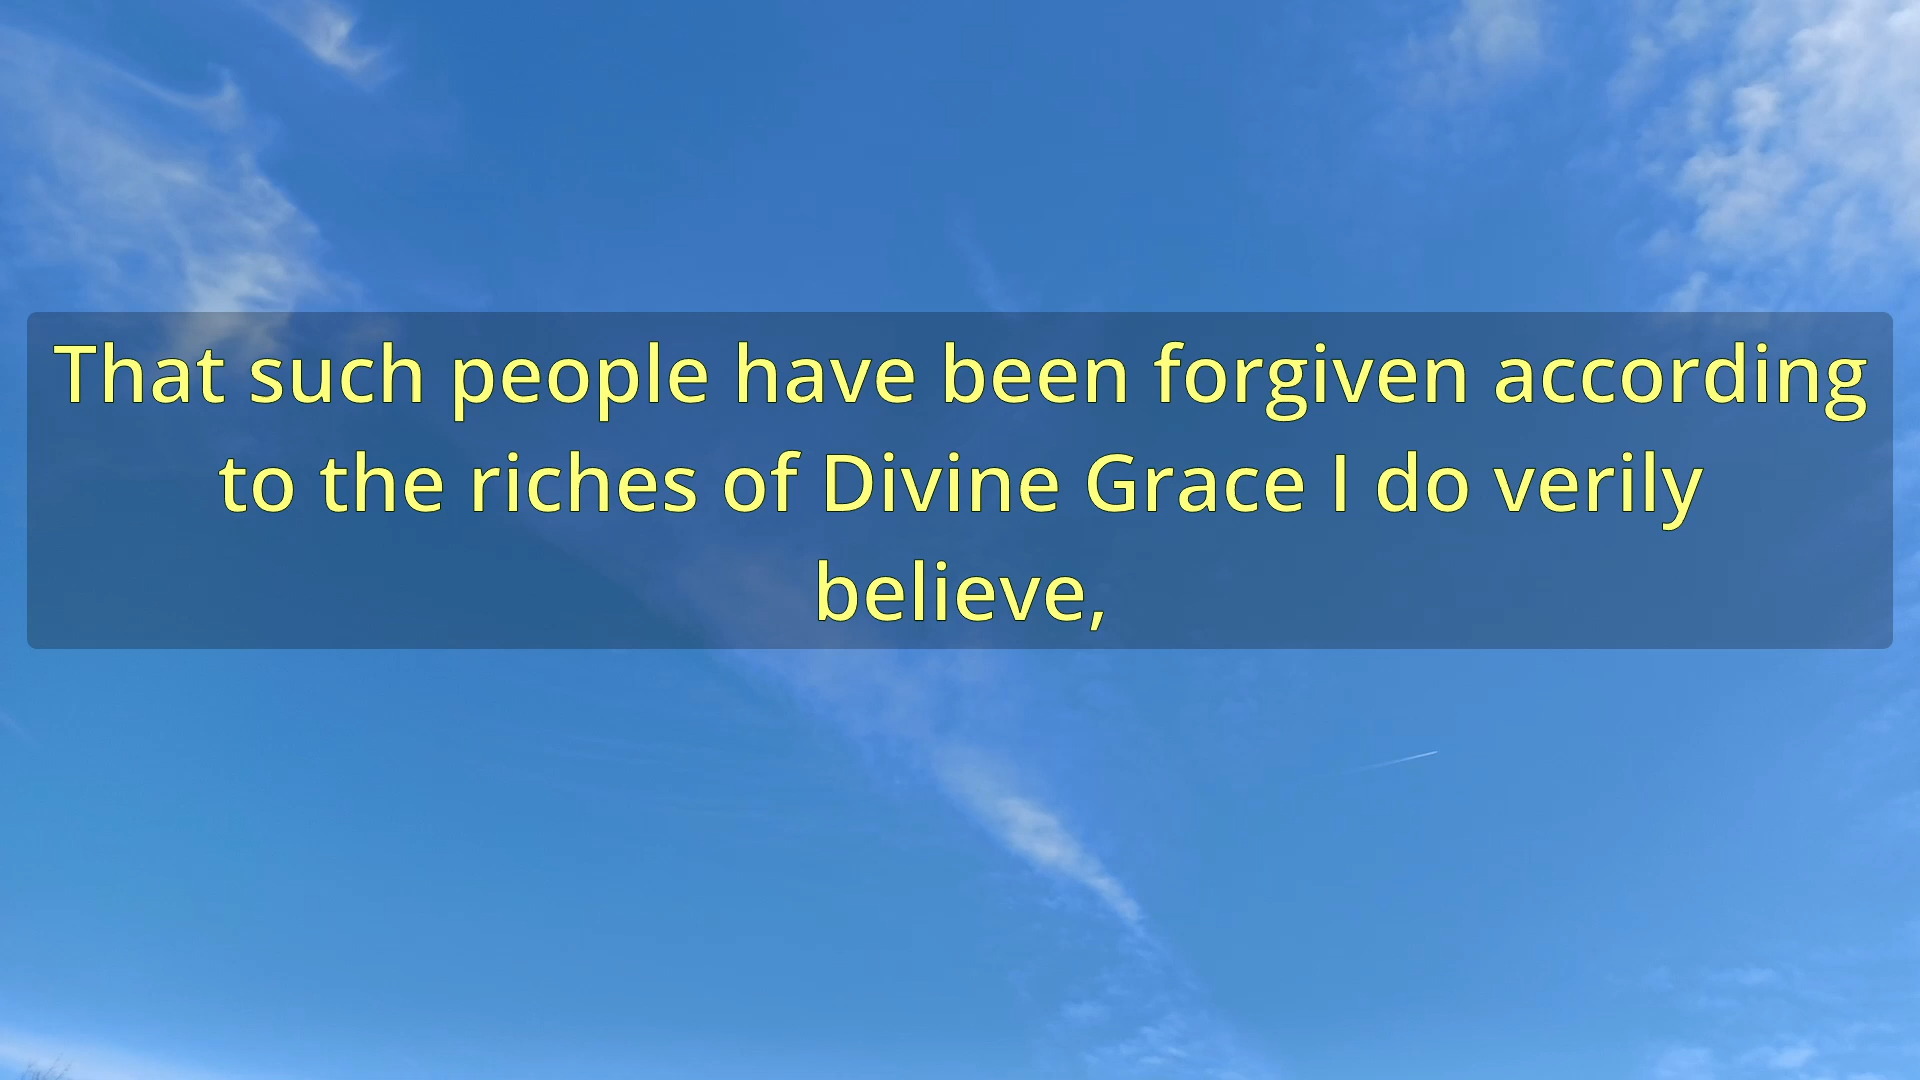 That such people have been forgiven according
to the riches of Divine Grace I do verily
believe,